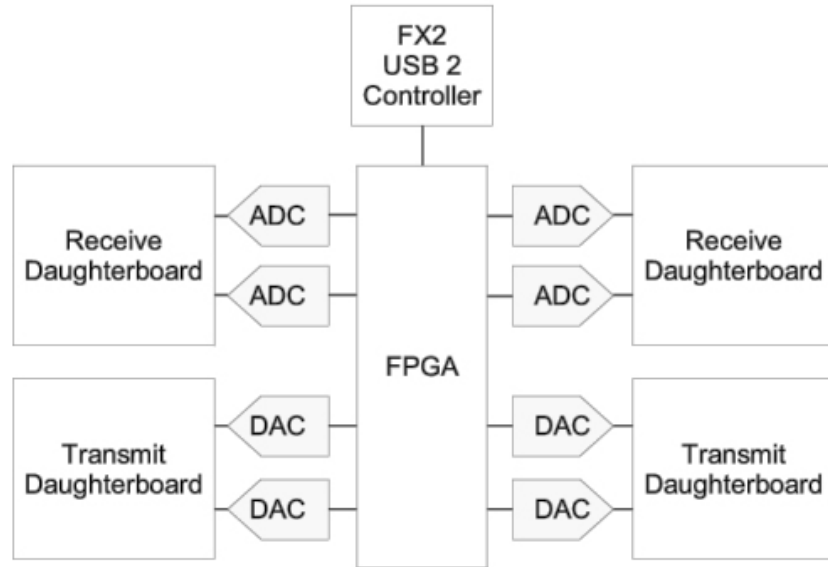 FX2
USB 2
Controller
Receive
Daughterboard
ADC
ADC
FPGA
ADC
ADC
Receive
Daughterboard
Transmit
Daughterboard
DAC
DAC
DAC
DAC
Transmit
Daughterboard